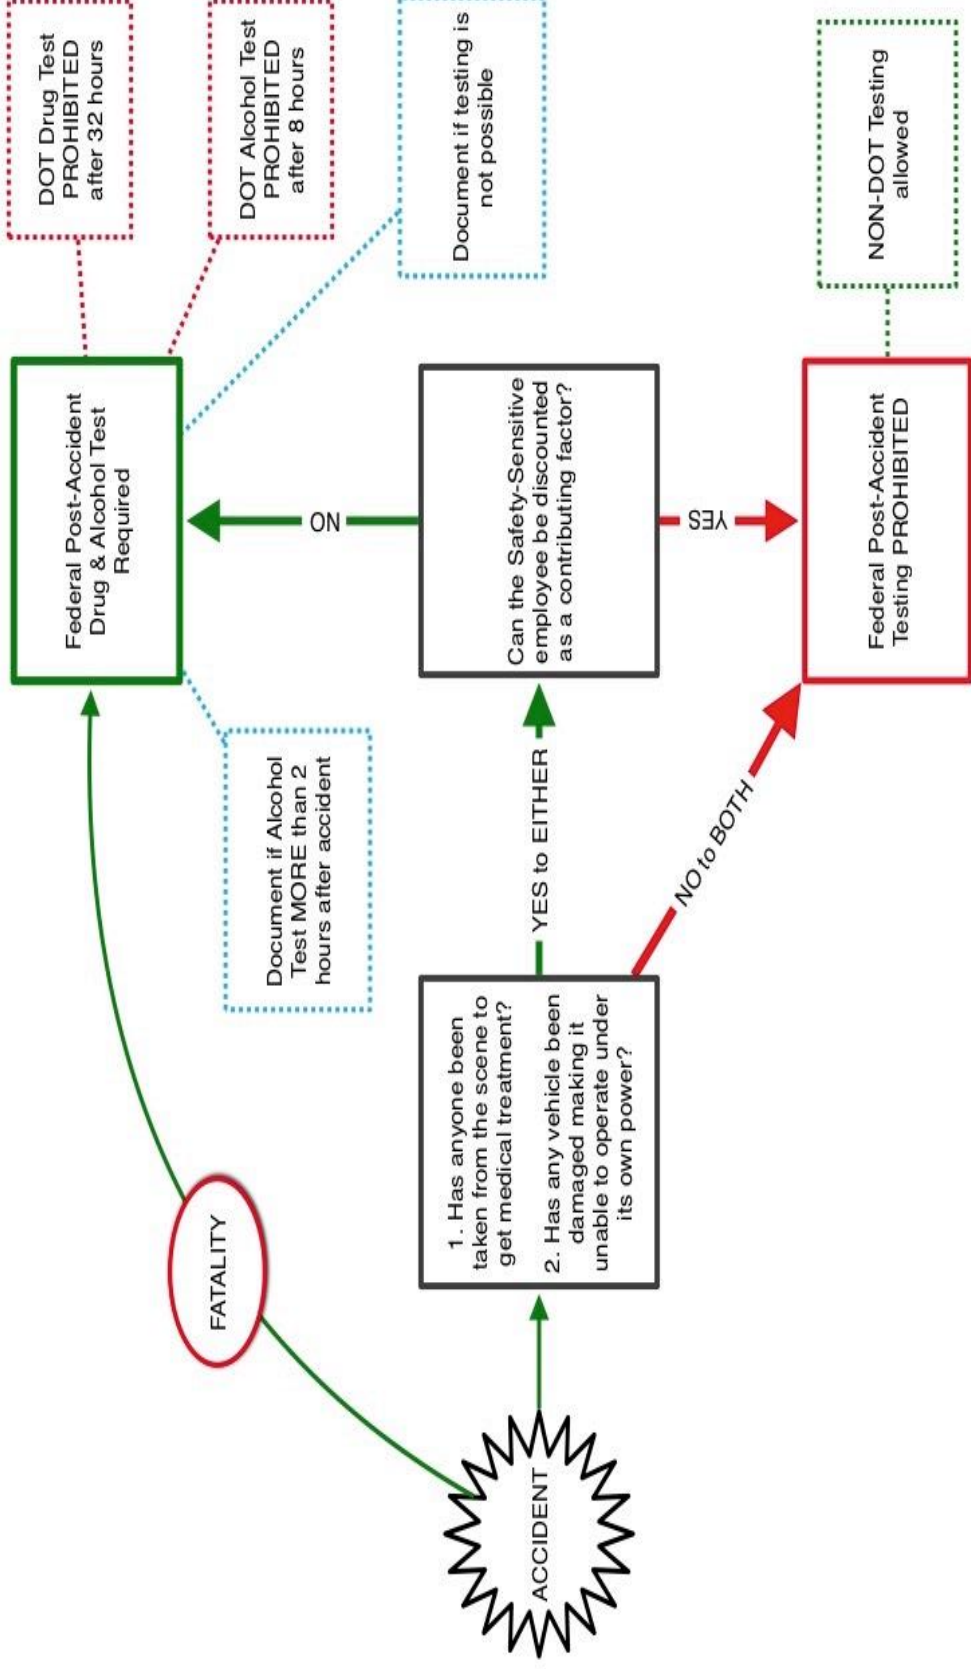 ACCIDENT
FATALITY
1. Has anyone been
taken from the scene to
get medical treatment?
2. Has any vehicle been
damaged making it
unable to operate under
its own power?
YES to EITHER
NO to BOTH
Document if Alcohol
Test MORE than 2
hours after accident
Federal Post-Accident
Drug & Alcohol Test
Required
NO
Can the Safety-Sensitive
employee be discounted
as a contributing factor?
YES
Federal Post-Accident
Testing PROHIBITED
DOT Drug Test
PROHIBITED
after 32 hours
DOT Alcohol Test
PROHIBITED
after 8 hours
Document if testing is
not possible
NON-DOT Testing
allowed